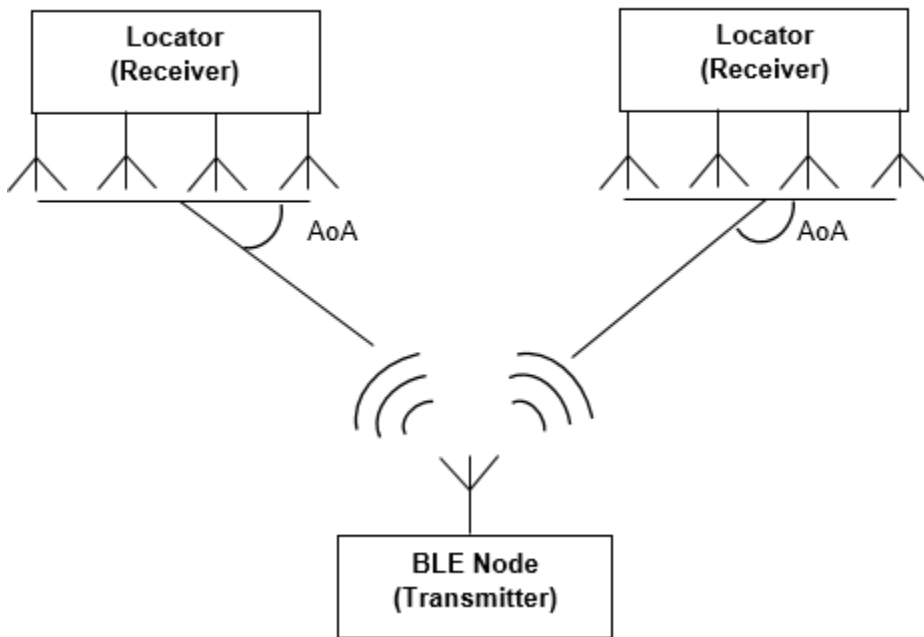 Locator
(Receiver)
Locator
(Receiver)
AoA
AoA
BLE Node
(Transmitter)